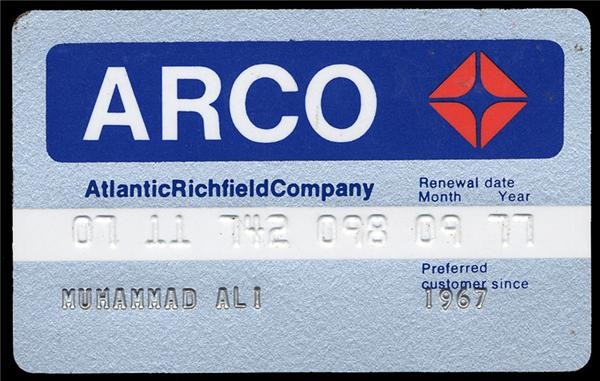 ARCO
AtlanticRichfieldCompany
Renewal date
Month Year
07 11 742 098 09 77
Preferred
customer since
MUHAMMAD ALI 1967